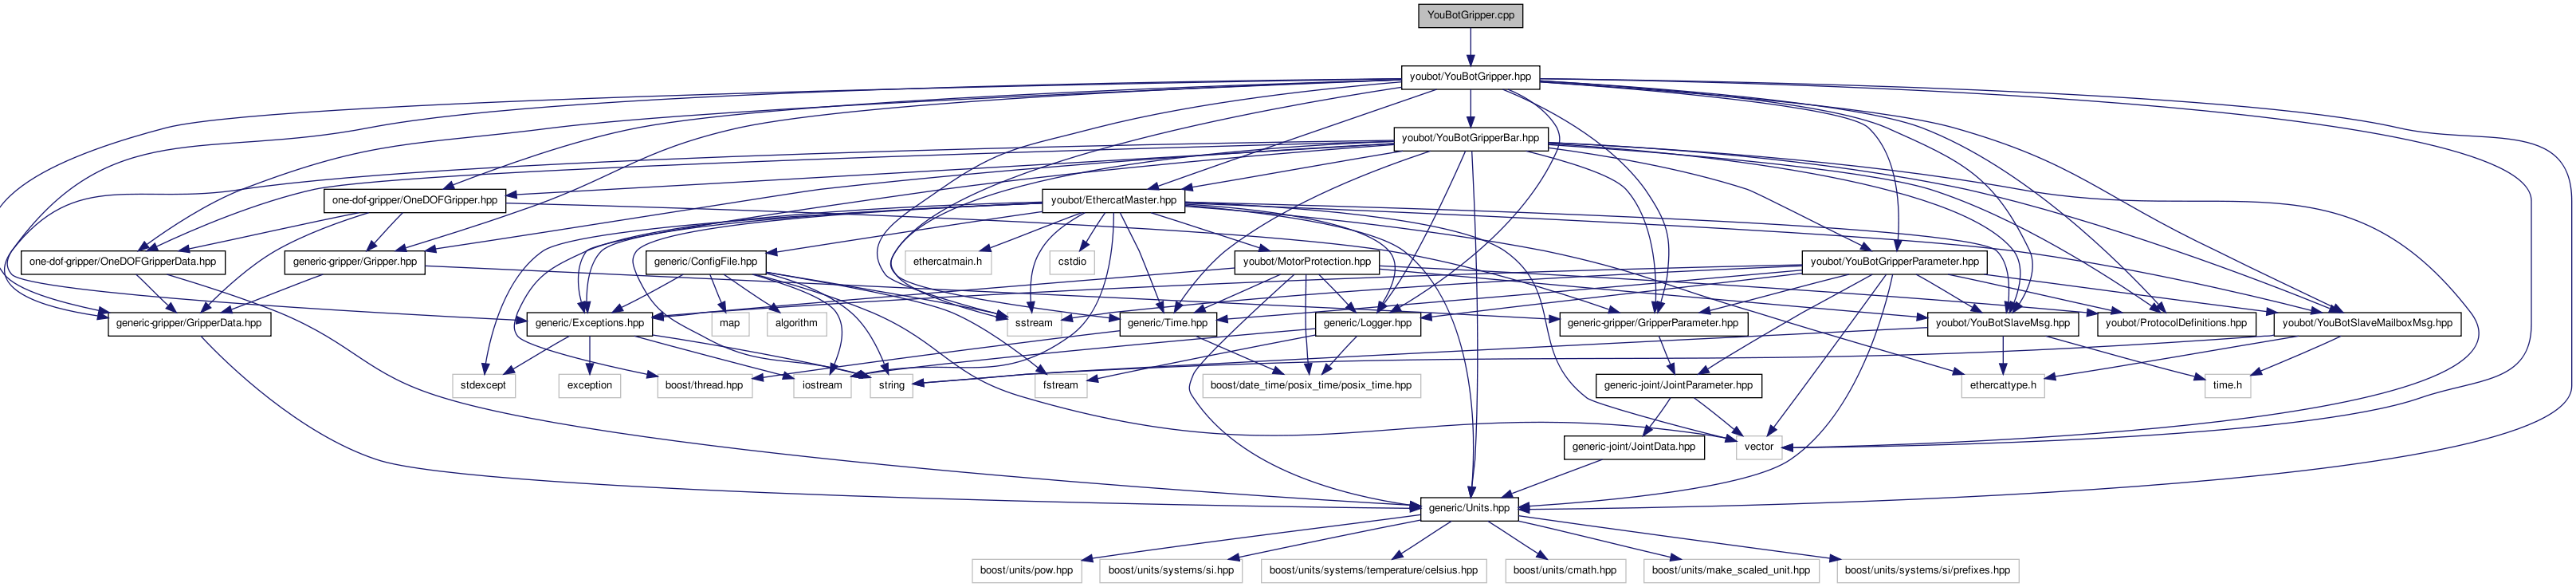 YouBotGripper.cpp
youbot/YouBotGripper.hpp
youbot/YouBotGripperBar.hpp
one-dof-gripper/OneDOFGripper.hpp
youbot/EthercatMaster.hpp
one-dof-gripper/OneDOFGripperData.hpp
generic-gripper/Gripper.hpp
generic/ConfigFile.hpp
ethercatmain.h
cstdio
youbot/MotorProtection.hpp
youbot/YouBotGripperParameter.hpp
generic-gripper/GripperData.hpp
generic/Exceptions.hpp
map
algorithm
sstream
generic/Time.hpp
generic/Logger.hpp
generic-gripper/GripperParameter.hpp
youbot/YouBotSlaveMsg.hpp
youbot/ProtocolDefinitions.hpp
youbot/YouBotSlaveMailboxMsg.hpp
stdexcept
exception
boost/thread.hpp
iostream
string
fstream
boost/date_time/posix_time/posix_time.hpp
generic-joint/JointParameter.hpp
ethercattype.h
time.h
generic-joint/JointData.hpp
vector
generic/Units.hpp
boost/units/pow.hpp
boost/units/systems/si.hpp
boost/units/systems/temperature/celsius.hpp
boost/units/cmath.hpp
boost/units/make_scaled_unit.hpp
boost/units/systems/si/prefixes.hpp